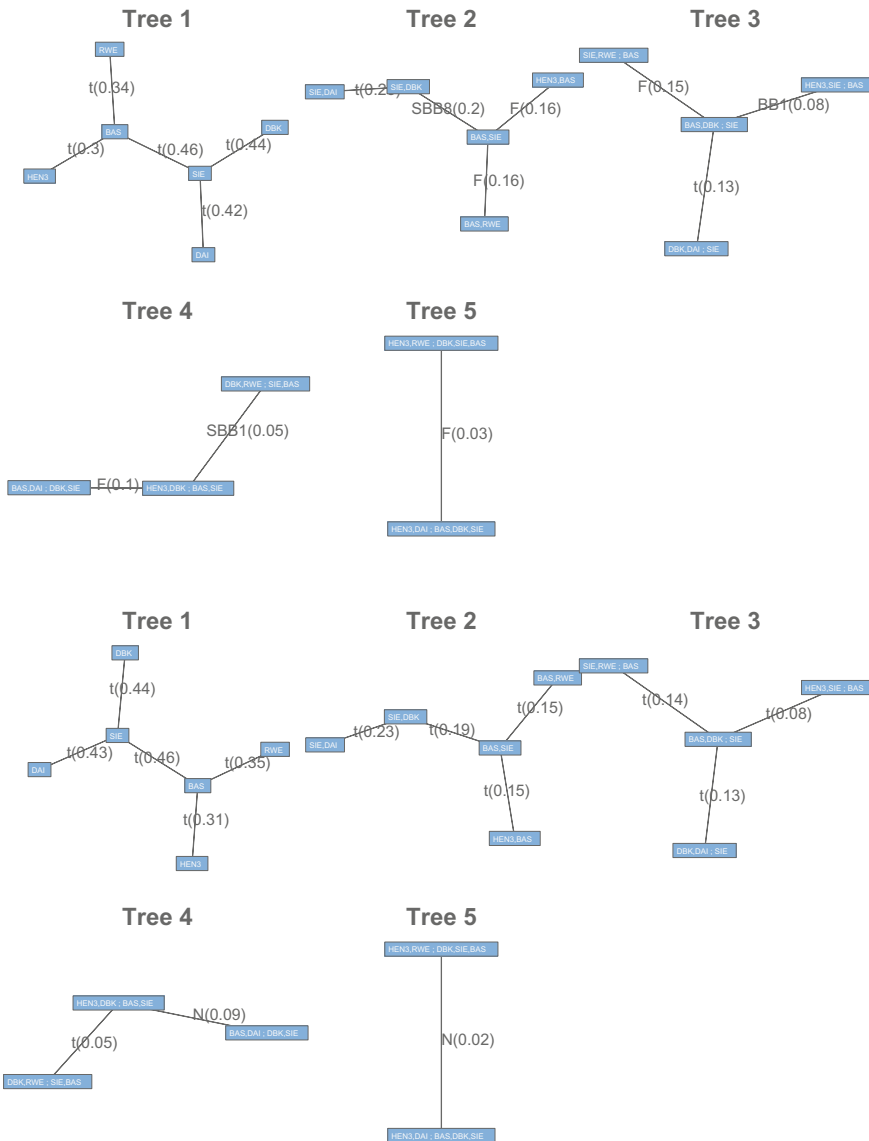 Tree 1
Tree 2
Tree 3
RWE
t(0.34)
BAS
t(0.3)
HEN3
t(0.46)
SIE
t(0.44)
DBK
t(0.42)
DAI
SIE,DAI
SIE,DBK
SBB8(0.2)
HEN3,BAS
F(0.16)
BAS,SIE
F(0.16)
BAS,RWE
SIE,RWE ; BAS
F(0.15)
HEN3,SIE ; BAS
BB1(0.08)
BAS,DBK ; SIE
t(0.13)
DBK,DAI ; SIE
Tree 4
Tree 5
DBK,RWE ; SIE,BAS
SBB1(0.05)
BAS,DAI ; DBK,SIE
F(0.1)
HEN3,DBK ; BAS,SIE
HEN3,RWE ; DBK,SIE,BAS
F(0.03)
HEN3,DAI ; BAS,DBK,SIE
Tree 1
Tree 2
Tree 3
DBK
t(0.44)
SIE
t(0.43)
DAI
t(0.46)
BAS
t(0.35)
RWE
t(0.31)
HEN3
SIE,DAI
t(0.23)
SIE,DBK
t(0.19)
BAS,SIE
BAS,RWE
t(0.15)
t(0.15)
HEN3,BAS
SIE,RWE ; BAS
t(0.14)
HEN3,SIE ; BAS
t(0.08)
BAS,DBK ; SIE
t(0.13)
DBK,DAI ; SIE
Tree 4
Tree 5
HEN3,DBK ; BAS,SIE
N(0.09)
BAS,DAI ; DBK,SIE
t(0.05)
DBK,RWE ; SIE,BAS
HEN3,RWE ; DBK,SIE,BAS
N(0.02)
HEN3,DAI ; BAS,DBK,SIE